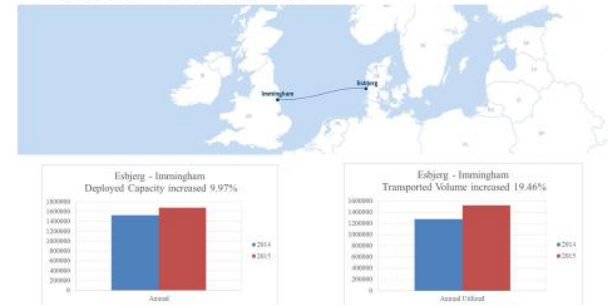 Esbjerg
Immingham
Esbjerg - Immingham
Deployed Capacity increased 9.97%
1800000
1600000
1400000
1200000
1000000
800000
600000
400000
200000
0
2014
2015
Annual
Esbjerg - Immingham
Transported Volume increased 19.46%
1600000
1400000
1200000
1000000
800000
600000
400000
200000
0
2014
2015
Annual Utilized